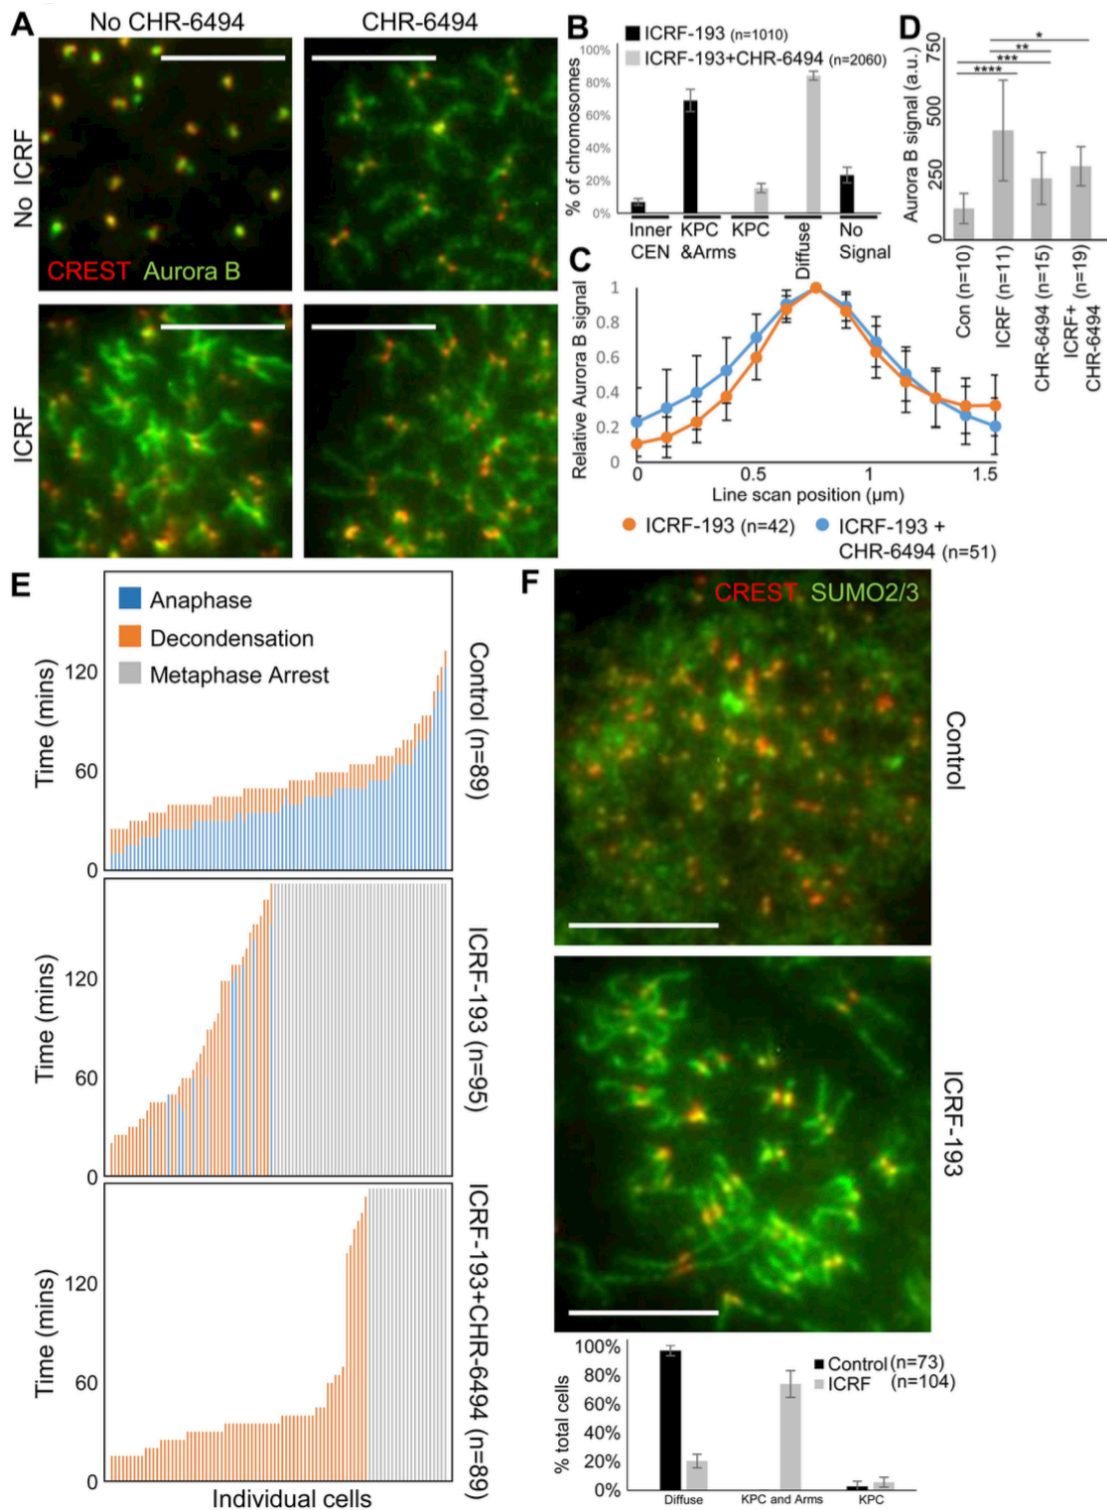 A
No CHR-6494
CHR-6494
No ICRF
ICRF
CREST Aurora B
B
ICRF-193 (n=1010)
ICRF-193+CHR-6494 (n=2060)
% of chromosomes
100%
80%
60%
40%
20%
0%
Inner
CEN
KPC
&Arms
KPC
Diffuse
No
Signal
C
Relative Aurora B signal
1
0.8
0.6
0.4
0.2
0
0
0.5
1
1.5
Line scan position (µm)
ICRF-193 (n=42)
ICRF-193 +
CHR-6494 (n=51)
D
Aurora B signal (a.u.)
750
500
250
0
*
**
***
****
Con (n=10)
ICRF (n=11)
CHR-6494 (n=15)
ICRF+ (n=19)
CHR-6494
E
Anaphase
Decondensation
Metaphase Arrest
Time (mins)
120
60
0
Control (n=89)
Time (mins)
120
60
0
ICRF-193 (n=95)
Time (mins)
120
60
0
ICRF-193+CHR-6494 (n=89)
Individual cells
F
CREST SUMO2/3
Control
ICRF-193
% total cells
100%
80%
60%
40%
20%
0%
Control (n=73)
ICRF (n=104)
Diffuse
KPC and Arms
KPC